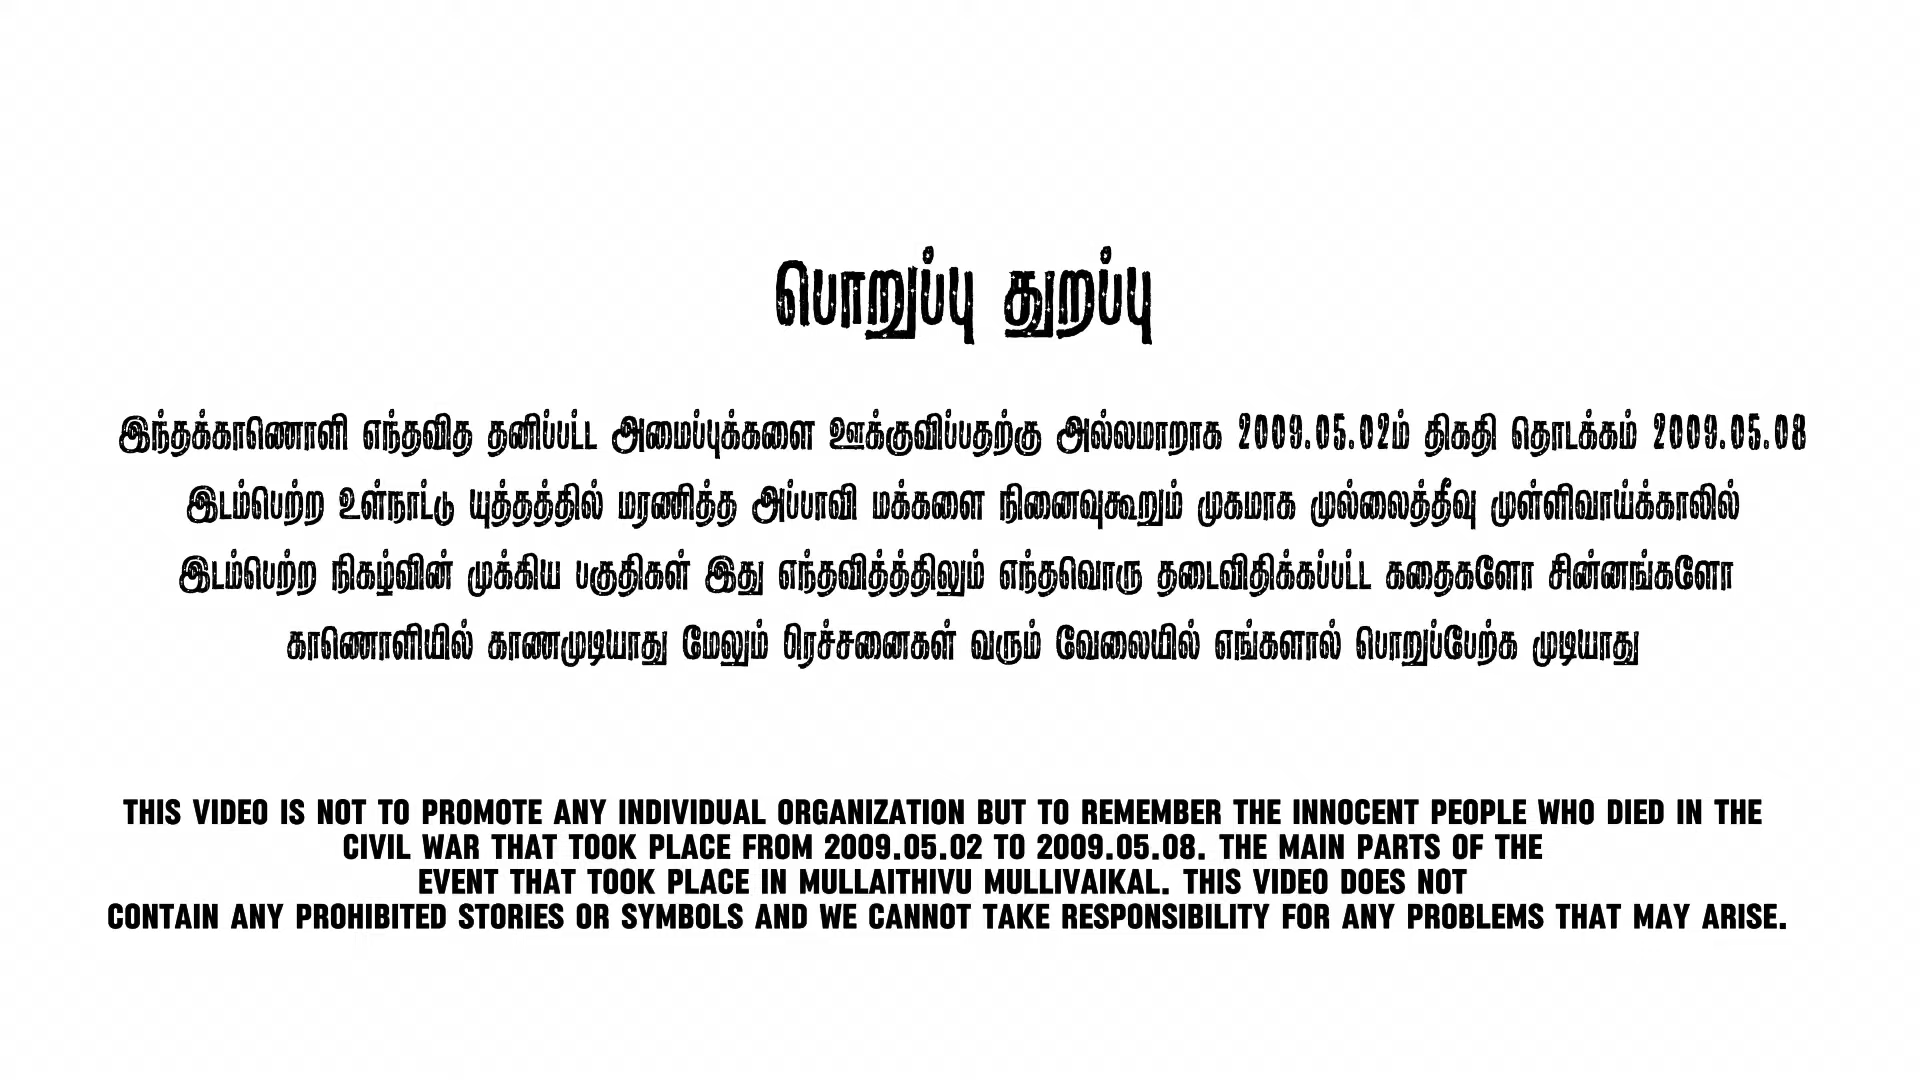 பொறுப்பு துறப்பு
இந்தக்காணொளி எந்தவித தனிப்பட்ட அமைப்புக்களை ஊக்குவிப்பதற்கு அல்லமாறாக 2009.05.02ம் திகதி தொடக்கம் 2009.05.08
இடம்பெற்ற உள்நாட்டு யுத்தத்தில் மரணித்த அப்பாவி மக்களை நினைவுகூறும் முகமாக முல்லைத்தீவு முள்ளிவாய்க்காலில்
இடம்பெற்ற நிகழ்வின் முக்கிய பகுதிகள் இது எந்தவித்த்திலும் எந்தவொரு தடைவிதிக்கப்பட்ட கதைகளோ சின்னங்களோ
காணொளியில் காணமுடியாது மேலும் பிரச்சனைகள் வரும் வேலையில் எங்களால் பொறுப்பேற்க முடியாது
THIS VIDEO IS NOT TO PROMOTE ANY INDIVIDUAL ORGANIZATION BUT TO REMEMBER THE INNOCENT PEOPLE WHO DIED IN THE
CIVIL WAR THAT TOOK PLACE FROM 2009.05.02 TO 2009.05.08. THE MAIN PARTS OF THE
EVENT THAT TOOK PLACE IN MULLAITHIVU MULLIVAIKAL. THIS VIDEO DOES NOT
CONTAIN ANY PROHIBITED STORIES OR SYMBOLS AND WE CANNOT TAKE RESPONSIBILITY FOR ANY PROBLEMS THAT MAY ARISE.